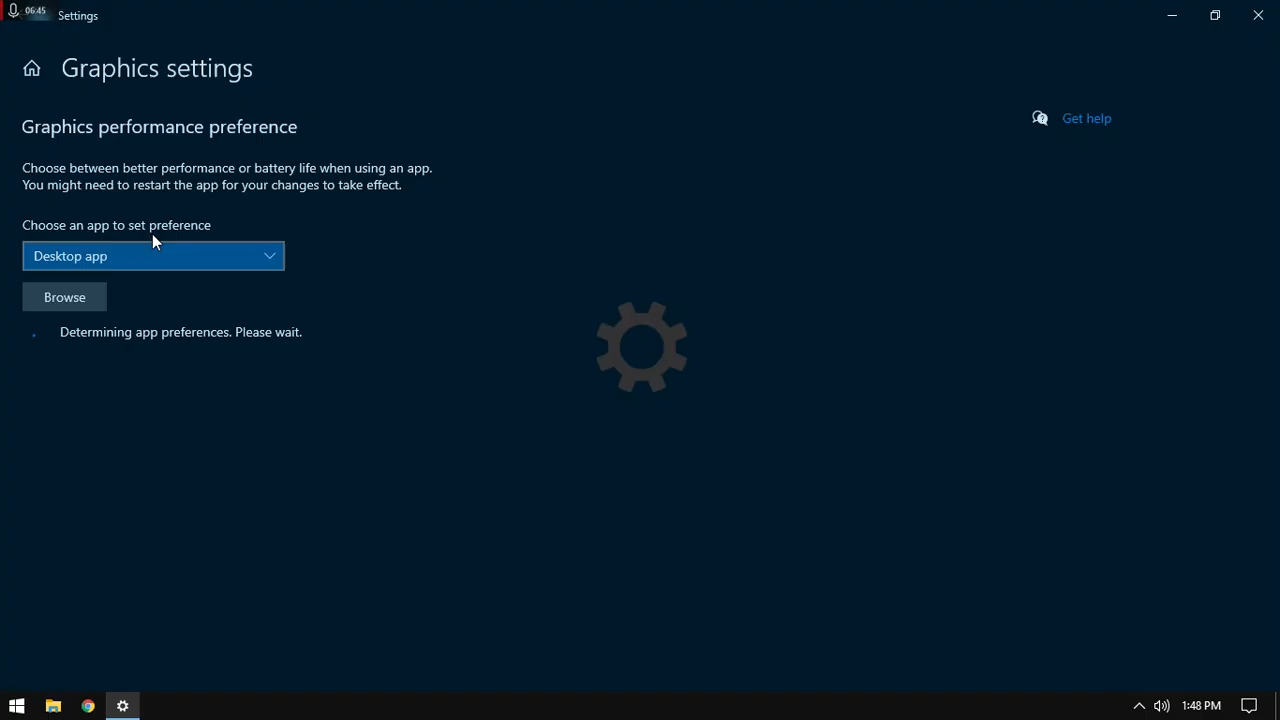 06:45
Settings
Graphics settings
Graphics performance preference
Get help
Choose between better performance or battery life when using an app.
You might need to restart the app for your changes to take effect.
Choose an app to set preference
Desktop app
Browse
Determining app preferences. Please wait.
1:48 PM